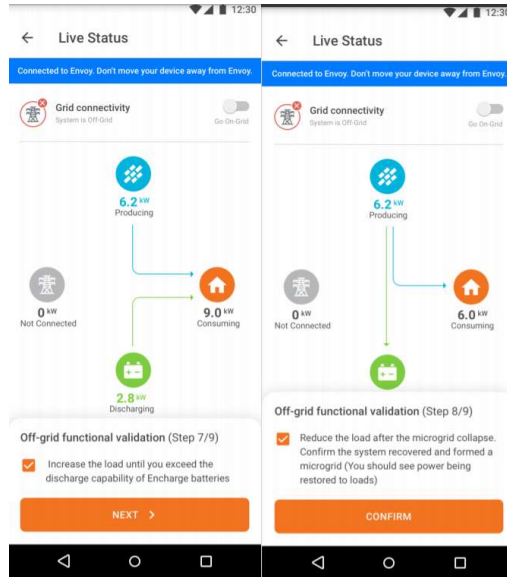 12:30
Live Status
Connected to Envoy. Don't move your device away from Envoy.
Grid connectivity
System is Off-Grid
Go On-Grid
6.2 kW
Producing
0 kW
Not Connected
9.0 kW
Consuming
2.8 kW
Discharging
Off-grid functional validation (Step 7/9)
Increase the load until you exceed the
discharge capability of Encharge batteries
NEXT
12:30
Live Status
Connected to Envoy. Don't move your device away from Envoy.
Grid connectivity
System is Off-Grid
Go On-Grid
6.2 kW
Producing
0 kW
Not Connected
6.0 kW
Consuming
Off-grid functional validation (Step 8/9)
Reduce the load after the microgrid collapse.
Confirm the system recovered and formed a
microgrid (You should see power being
restored to loads)
CONFIRM